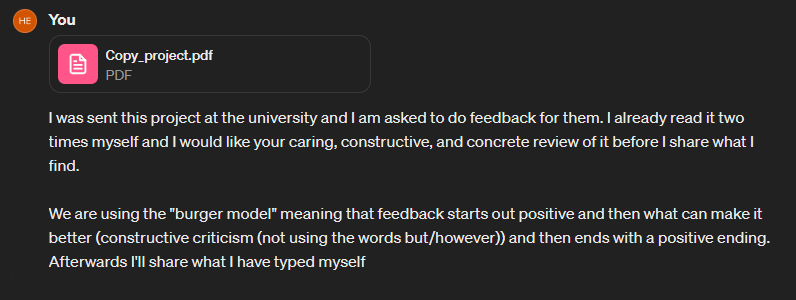 HE
You
Copy_project.pdf
PDF
I was sent this project at the university and I am asked to do feedback for them. I already read it two
times myself and I would like your caring, constructive, and concrete review of it before I share what I
find.
We are using the "burger model" meaning that feedback starts out positive and then what can make it
better (constructive criticism (not using the words but/however)) and then ends with a positive ending.
Afterwards I'll share what I have typed myself